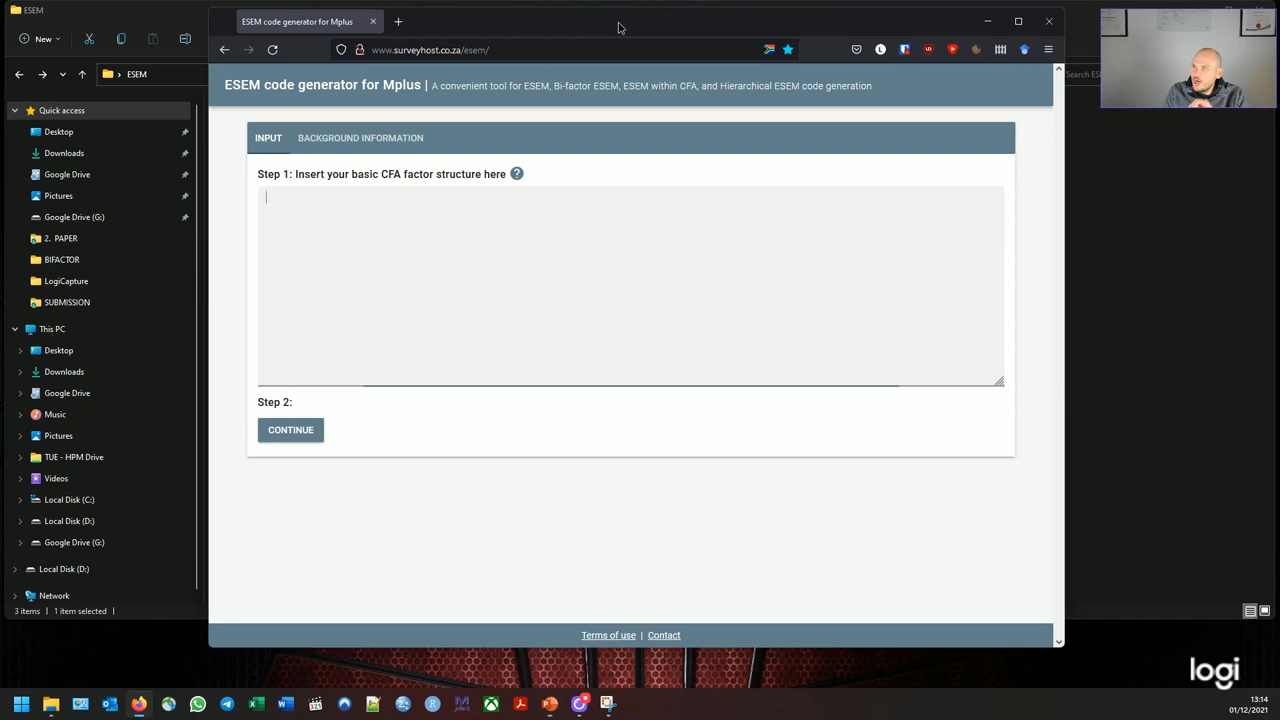 ESEM
New
ESEM
Search ES
Quick access
Desktop
Downloads
Google Drive
Pictures
Google Drive (G:)
2. PAPER
BIFACTOR
LogiCapture
SUBMISSION
This PC
Desktop
Downloads
Google Drive
Music
Pictures
TUE - HPM Drive
Videos
Local Disk (C:)
Local Disk (D:)
Google Drive (G:)
Local Disk (D:)
Network
3 items
1 item selected
ESEM code generator for Mplus
www.surveyhost.co.za/esem/
ESEM code generator for Mplus | A convenient tool for ESEM, Bi-factor ESEM, ESEM within CFA, and Hierarchical ESEM code generation
INPUT BACKGROUND INFORMATION
Step 1: Insert your basic CFA factor structure here ?
Step 2:
CONTINUE
Terms of use | Contact
logi
13:14
01/12/2021